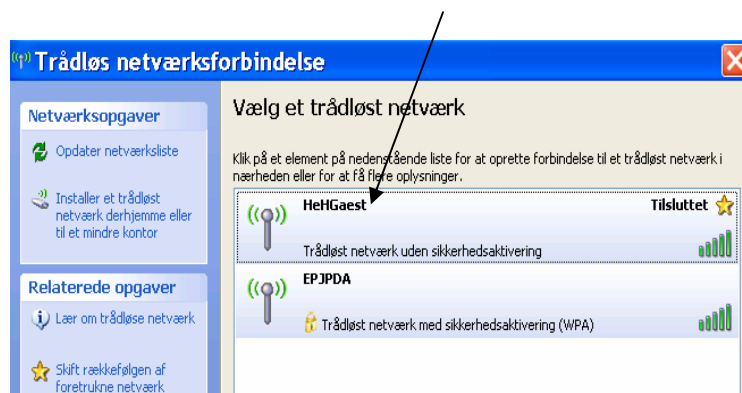 Trådløs netværksforbindelse
Netværksopgaver
Opdater netværksliste
Installer et trådløst
netværk derhjemme eller
til et mindre kontor
Relaterede opgaver
Lær om trådløse netværk
Skift rækkefølgen af
foretrukne netværk
Vælg et trådløst netværk
Klik på et element på nedenstående liste for at oprette forbindelse til et trådløst netværk i
nærheden eller for at få flere oplysninger.
HeHGaest Tilsluttet
Trådløst netværk uden sikkerhedsaktivering
EPJPDA
Trådløst netværk med sikkerhedsaktivering (WPA)